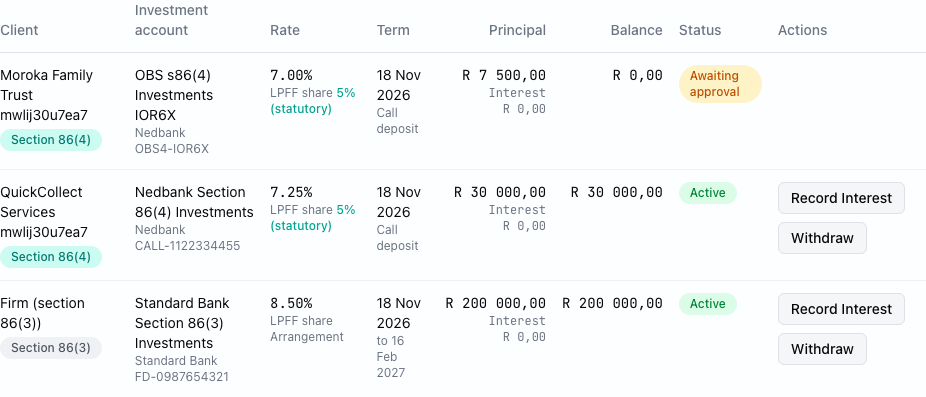 Client
Investment account
Rate
Term
Principal
Balance
Status
Actions
Moroka Family
Trust
mwlij30u7ea7
Section 86(4)
OBS s86(4)
Investments
IOR6X
Nedbank
OBS4-IOR6X
7.00%
LPFF share 5%
(statutory)
18 Nov
2026
Call
deposit
R 7 500,00
Interest
R 0,00
R 0,00
Awaiting
approval
QuickCollect
Services
mwlij30u7ea7
Section 86(4)
Nedbank Section
86(4) Investments
Nedbank
CALL-1122334455
7.25%
LPFF share 5%
(statutory)
18 Nov
2026
Call
deposit
R 30 000,00
Interest
R 0,00
R 30 000,00
Active
Record Interest
Withdraw
Firm (section
86(3))
Section 86(3)
Standard Bank
Section 86(3)
Investments
Standard Bank
FD-0987654321
8.50%
LPFF share
Arrangement
18 Nov
2026
to 16
Feb
2027
R 200 000,00
Interest
R 0,00
R 200 000,00
Active
Record Interest
Withdraw